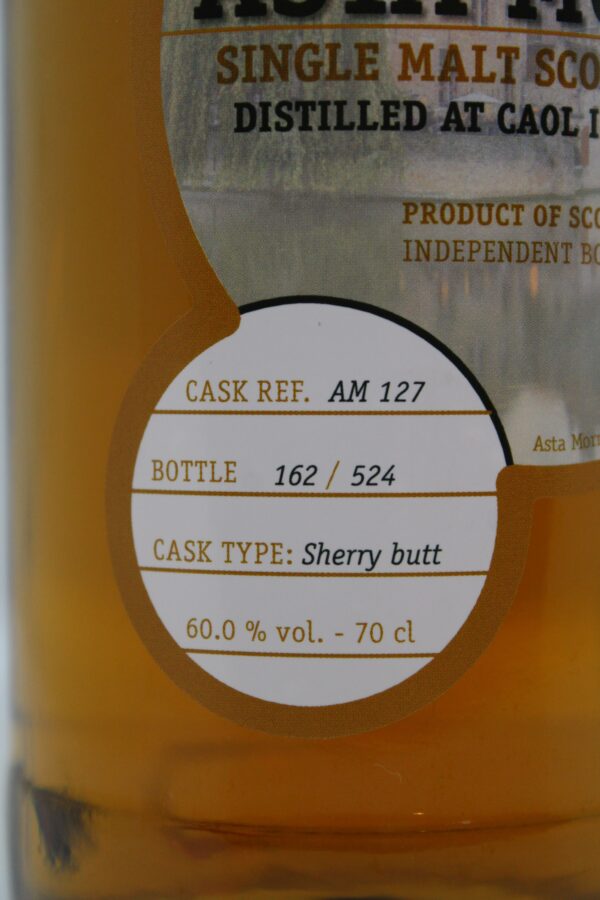 SINGLE MALT SCO
DISTILLED AT CAOL I
PRODUCT OF SCO
INDEPENDENT BO
CASK REF. AM 127
Asta Mor
BOTTLE 162 / 524
CASK TYPE: Sherry butt
60.0 % vol. - 70 cl